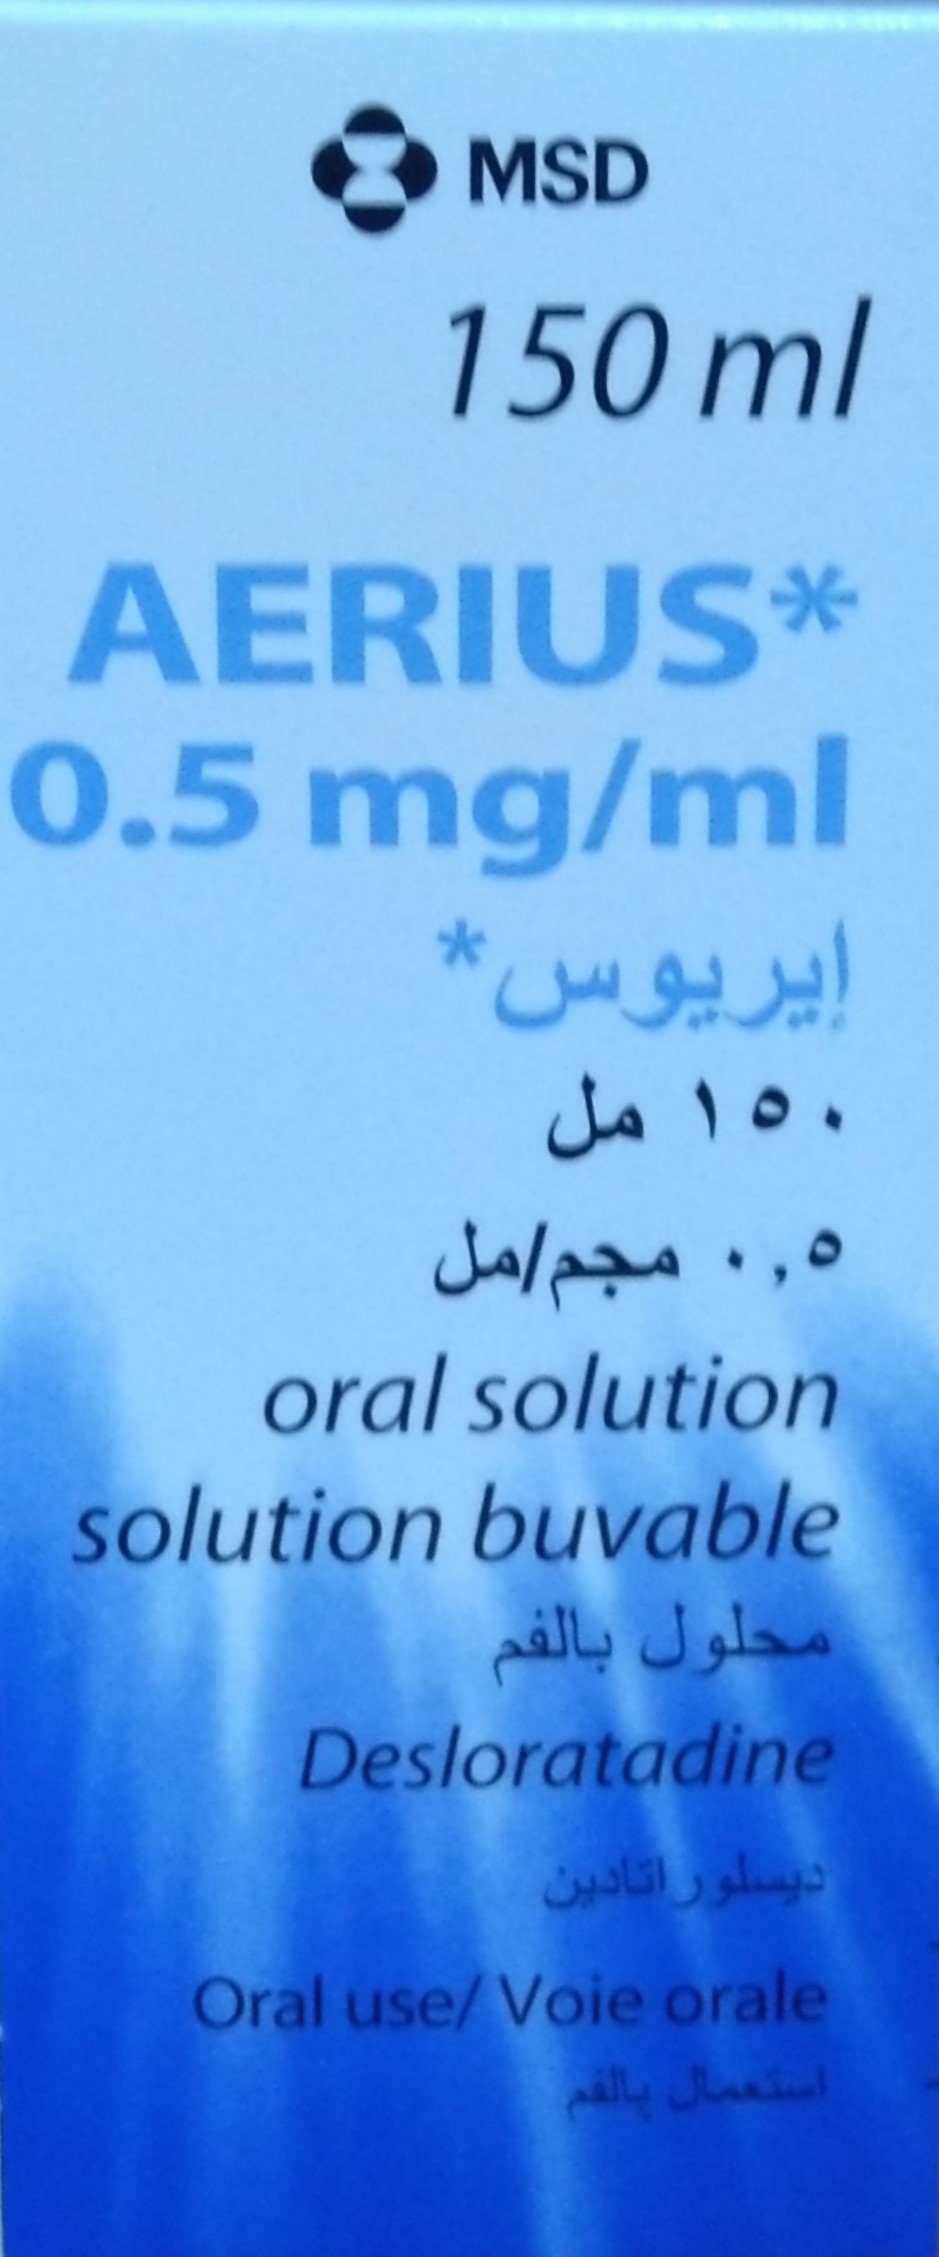 MSD
150 ml
AERIUS*
0.5 mg/ml
إيريوس*
١٥٠ مل
٠,٥ مجم/مل
oral solution
solution buvable
محلول بالفم
Desloratadine
ديسلوراتادين
Oral use/ Voie orale
استعمال بالفم